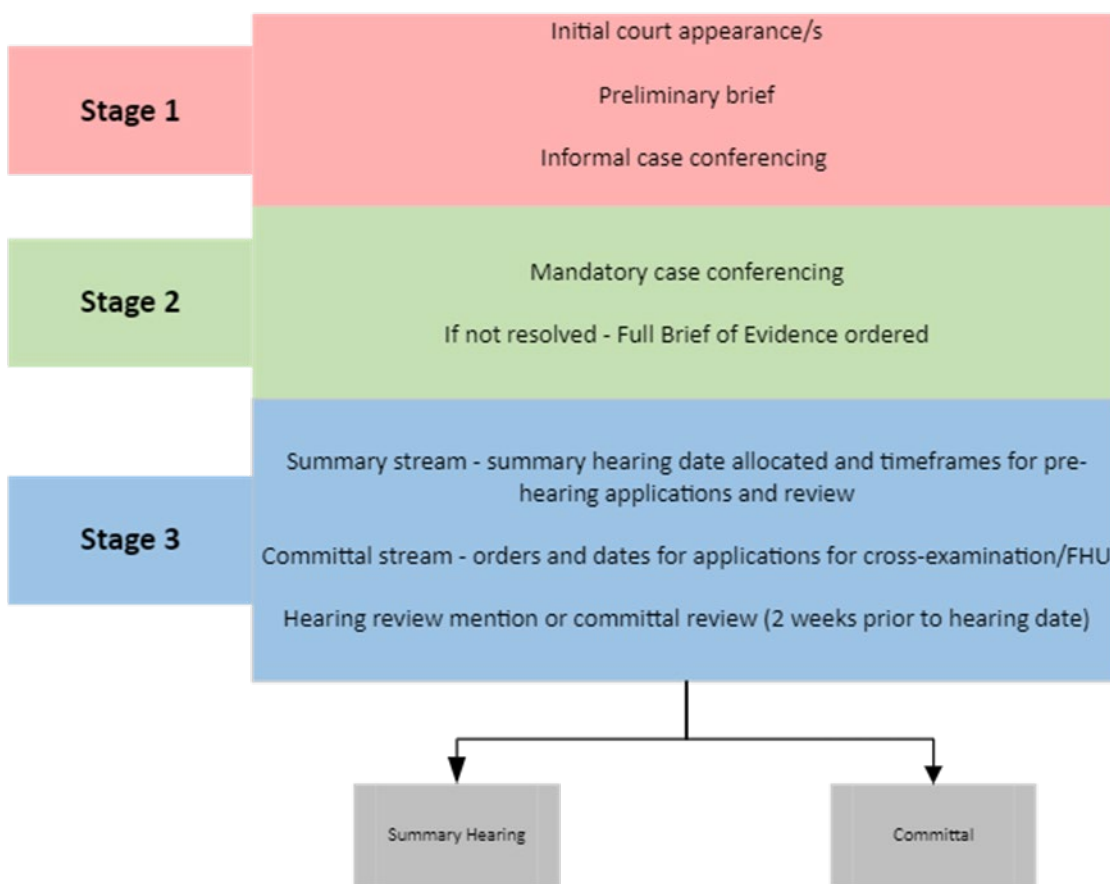 Stage 1
Initial court appearance/s
Preliminary brief
Informal case conferencing
Stage 2
Mandatory case conferencing
If not resolved - Full Brief of Evidence ordered
Stage 3
Summary stream - summary hearing date allocated and timeframes for pre-
hearing applications and review
Committal stream - orders and dates for applications for cross-examination/FHU
Hearing review mention or committal review (2 weeks prior to hearing date)
Summary Hearing
Committal